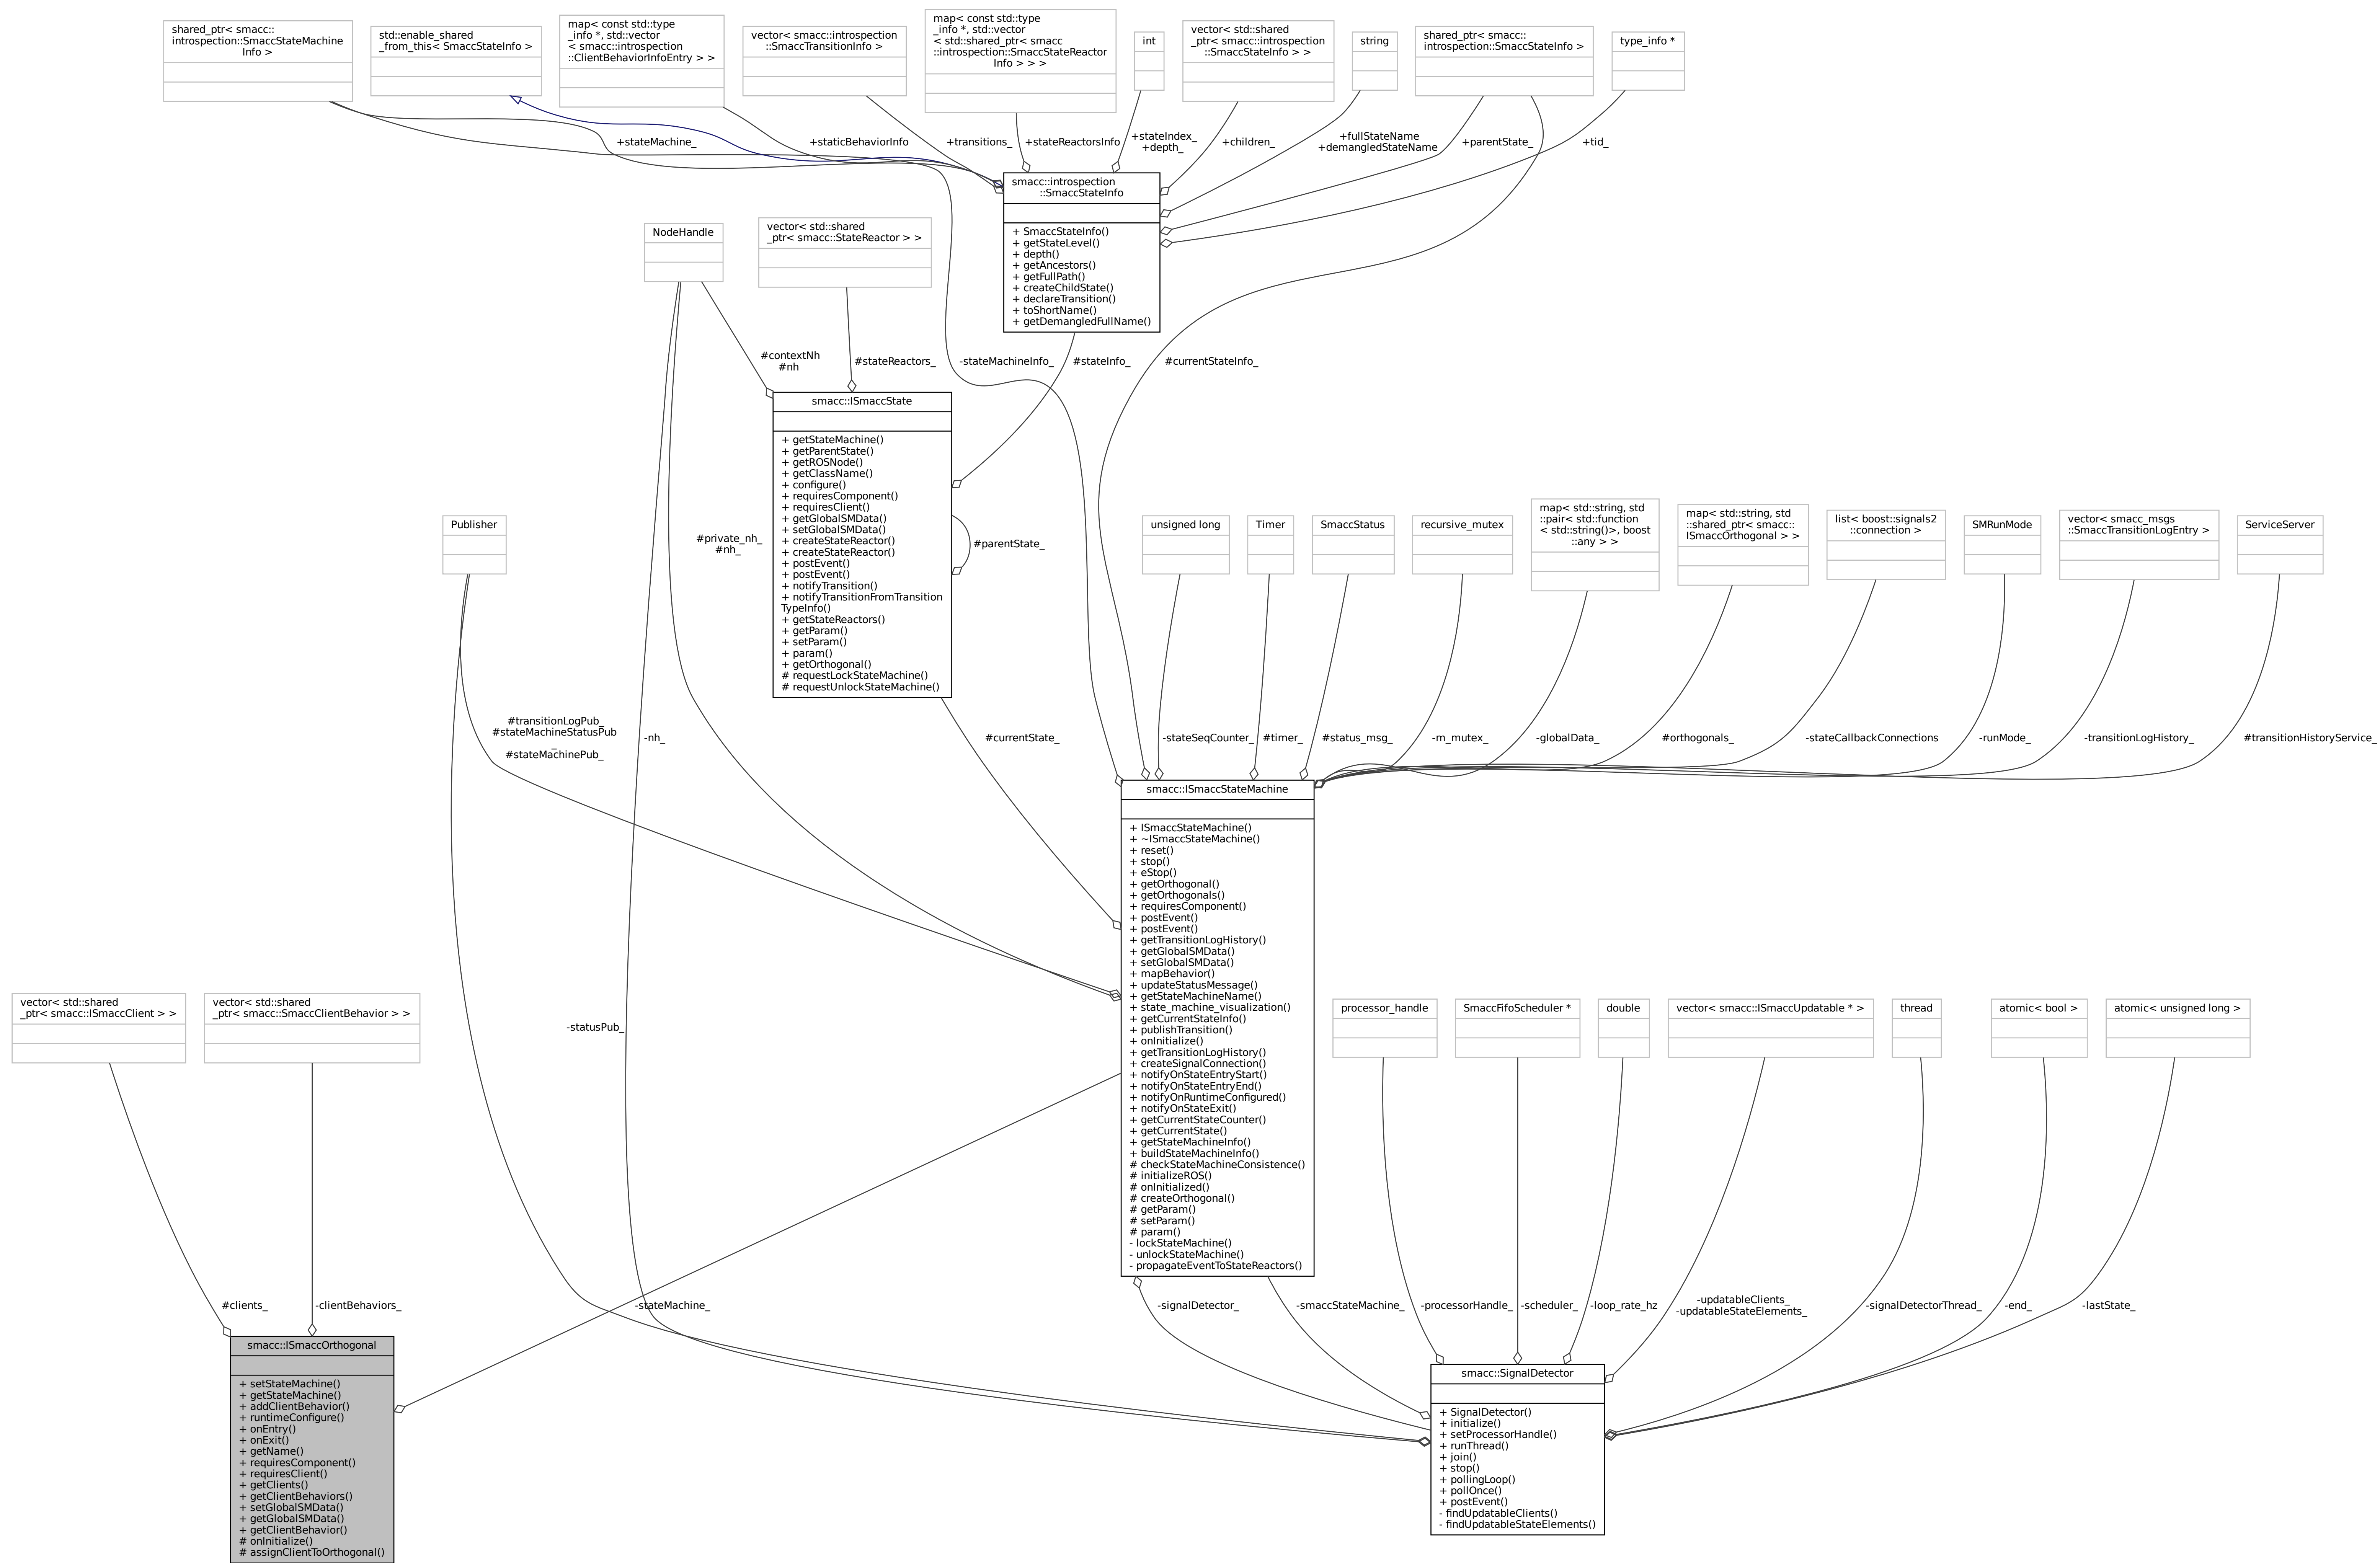 shared_ptr< smacc::
introspection::SmaccStateMachine
Info >
std::enable_shared
_from_this< SmaccStateInfo >
map< const std::type
_info *, std::vector
< smacc::introspection
::ClientBehaviorInfoEntry > >
vector< smacc::introspection
::SmaccTransitionInfo >
map< const std::type
_info *, std::vector
< std::shared_ptr< smacc
::introspection::SmaccStateReactor
Info > > >
int
vector< std::shared
_ptr< smacc::introspection
::SmaccStateInfo > >
string
shared_ptr< smacc::
introspection::SmaccStateInfo >
type_info *
+stateMachine_
+staticBehaviorInfo
+transitions_
+stateReactorsInfo
+stateIndex_
+depth_
+children_
+fullStateName
+demangledStateName
+parentState_
+tid_
smacc::introspection
::SmaccStateInfo
+ SmaccStateInfo()
+ getStateLevel()
+ depth()
+ getAncestors()
+ getFullPath()
+ createChildState()
+ declareTransition()
+ toShortName()
+ getDemangledFullName()
NodeHandle
vector< std::shared
_ptr< smacc::StateReactor > >
#contextNh
#nh
#stateReactors_
-stateMachineInfo_
#stateInfo_
#currentStateInfo_
smacc::ISmaccState
+ getStateMachine()
+ getParentState()
+ getROSNode()
+ getClassName()
+ configure()
+ requiresComponent()
+ requiresClient()
+ getGlobalSMData()
+ setGlobalSMData()
+ createStateReactor()
+ createStateReactor()
+ postEvent()
+ postEvent()
+ notifyTransition()
+ notifyTransitionFromTransition
TypeInfo()
+ getStateReactors()
+ getParam()
+ setParam()
+ param()
+ getOrthogonal()
# requestLockStateMachine()
# requestUnlockStateMachine()
#parentState_
Publisher
#private_nh_
#nh_
unsigned long
Timer
SmaccStatus
recursive_mutex
map< std::string, std
::pair< std::function
< std::string()>, boost
::any > >
map< std::string, std
::shared_ptr< smacc::
ISmaccOrthogonal > >
list< boost::signals2
::connection >
SMRunMode
vector< smacc_msgs
::SmaccTransitionLogEntry >
ServiceServer
#transitionLogPub_
#stateMachineStatusPub
_
#stateMachinePub_
-nh_
#currentState_
-stateSeqCounter_
#timer_
#status_msg_
-m_mutex_
-globalData_
#orthogonals_
-stateCallbackConnections
-runMode_
-transitionLogHistory_
#transitionHistoryService_
smacc::ISmaccStateMachine
+ ISmaccStateMachine()
+ ~ISmaccStateMachine()
+ reset()
+ stop()
+ eStop()
+ getOrthogonal()
+ getOrthogonals()
+ requiresComponent()
+ postEvent()
+ postEvent()
+ getTransitionLogHistory()
+ getGlobalSMData()
+ setGlobalSMData()
+ mapBehavior()
+ updateStatusMessage()
+ getStateMachineName()
+ state_machine_visualization()
+ getCurrentStateInfo()
+ publishTransition()
+ onInitialize()
+ getTransitionLogHistory()
+ createSignalConnection()
+ notifyOnStateEntryStart()
+ notifyOnStateEntryEnd()
+ notifyOnRuntimeConfigured()
+ notifyOnStateExit()
+ getCurrentStateCounter()
+ getCurrentState()
+ getStateMachineInfo()
+ buildStateMachineInfo()
# checkStateMachineConsistence()
# initializeROS()
# onInitialized()
# createOrthogonal()
# getParam()
# setParam()
# param()
- lockStateMachine()
- unlockStateMachine()
- propagateEventToStateReactors()
vector< std::shared
_ptr< smacc::ISmaccClient > >
vector< std::shared
_ptr< smacc::SmaccClientBehavior > >
-statusPub_
processor_handle
SmaccFifoScheduler *
double
vector< smacc::ISmaccUpdatable * >
thread
atomic< bool >
atomic< unsigned long >
#clients_
-clientBehaviors_
-stateMachine_
-signalDetector_
-smaccStateMachine_
-processorHandle_
-scheduler_
-loop_rate_hz
-updatableClients_
-updatableStateElements_
-signalDetectorThread_
-end_
-lastState_
smacc::ISmaccOrthogonal
+ setStateMachine()
+ getStateMachine()
+ addClientBehavior()
+ runtimeConfigure()
+ onEntry()
+ onExit()
+ getName()
+ requiresComponent()
+ requiresClient()
+ getClients()
+ getClientBehaviors()
+ setGlobalSMData()
+ getGlobalSMData()
+ getClientBehavior()
# onInitialize()
# assignClientToOrthogonal()
smacc::SignalDetector
+ SignalDetector()
+ initialize()
+ setProcessorHandle()
+ runThread()
+ join()
+ stop()
+ pollingLoop()
+ pollOnce()
+ postEvent()
- findUpdatableClients()
- findUpdatableStateElements()